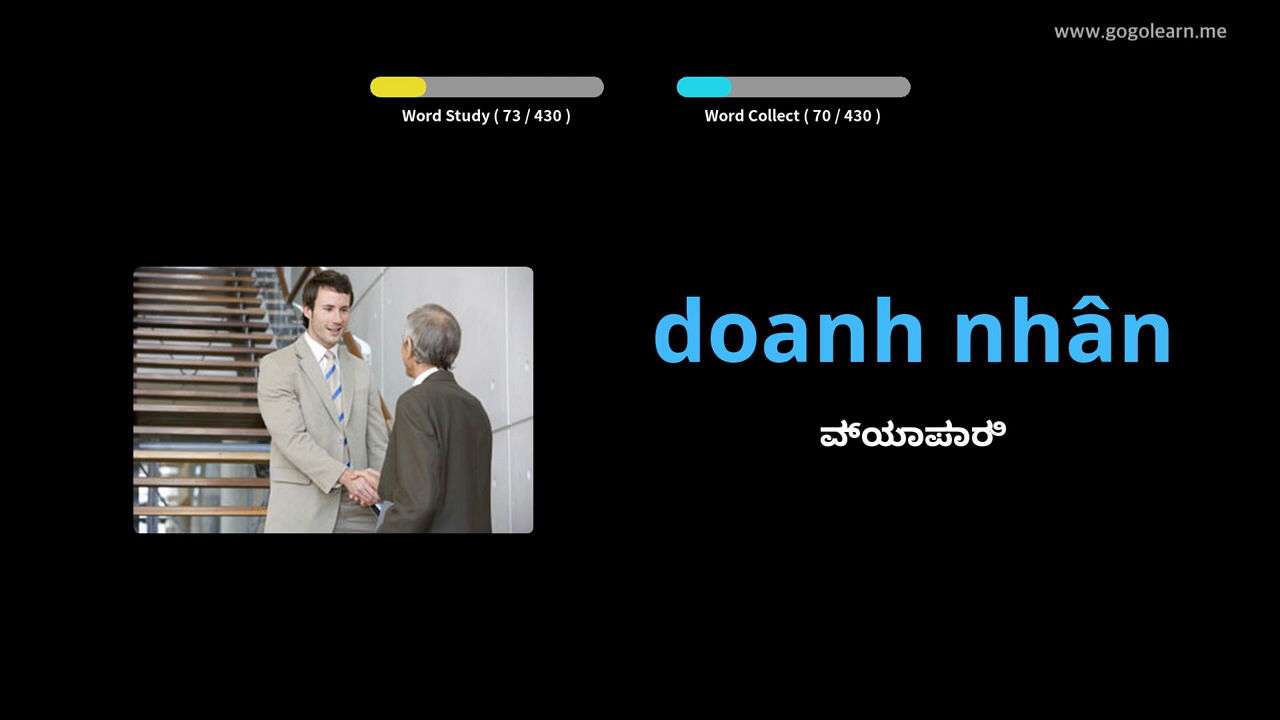 www.gogolearn.me
Word Study ( 73 / 430 )
Word Collect ( 70 / 430 )
doanh nhân
ವ್ಯಾಪಾರಿ